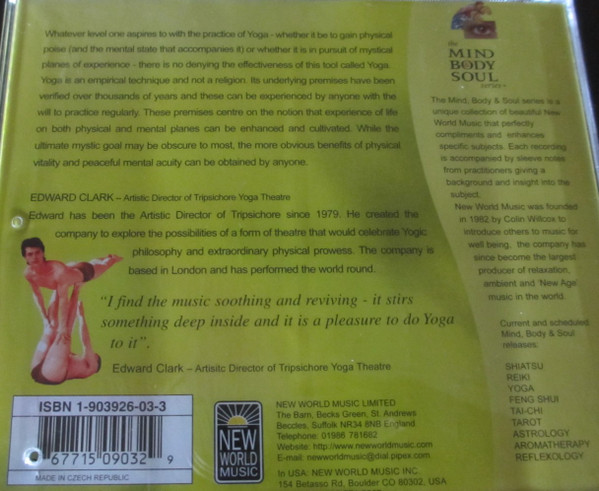 Whatever level one aspires to with the practice of Yoga - whether it be to gain physical
poise (and the mental state that accompanies it) or whether it is in pursuit of mystical
planes of experience - there is no denying the effectiveness of this tool called Yoga.
Yoga is an empirical technique and not a religion. Its underlying premises have been
verified over thousands of years and these can be experienced by anyone with the
will to practice regularly. These premises centre on the notion that experience of life
on both physical and mental planes can be enhanced and cultivated. While the
ultimate mystic goal may be obscure to most, the more obvious benefits of physical
vitality and peaceful mental acuity can be obtained by anyone.
EDWARD CLARK – Artistic Director of Tripsichore Yoga Theatre
Edward has been the Artistic Director of Tripsichore since 1979. He created the
company to explore the possibilities of a form of theatre that would celebrate Yogic
philosophy and extraordinary physical prowess. The company is
based in London and has performed the world round.
“I find the music soothing and reviving - it stirs
something deep inside and it is a pleasure to do Yoga
to it”.
Edward Clark – Artisitc Director of Tripsichore Yoga Theatre
the
MIND
BODY
SOUL
series
The Mind, Body & Soul series is a
unique collection of beautiful New
World Music that perfectly
compliments and enhances
specific subjects. Each recording
is accompanied by sleeve notes
from practitioners giving a
background and insight into the
subject.
New World Music was founded
in 1982 by Colin Willcox to
introduce others to music for
well being, the company has
since become the largest
producer of relaxation,
ambient and 'New Age'
music in the world.
Current and scheduled
Mind, Body & Soul
releases:
SHIATSU
REIKI
YOGA
FENG SHUI
TAI-CHI
TAROT
ASTROLOGY
AROMATHERAPY
REFLEXOLOGY
ISBN 1-903926-03-3
67715 09032 9
MADE IN CZECH REPUBLIC
NEW
WORLD
MUSIC
NEW WORLD MUSIC LIMITED
The Barn, Becks Green, St. Andrews
Beccles, Suffolk NR34 8NB England
Telephone: 01986 781682
Website: http://www.newworldmusic.com
E-mail: newworldmusic@dial.pipex.com
In USA: NEW WORLD MUSIC INC.
154 Betasso Rd, Boulder CO 80302, USA